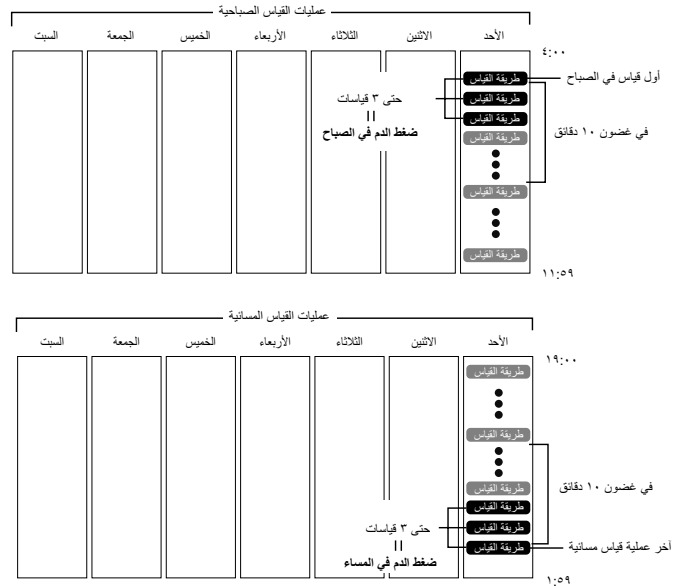 عمليات القياس الصباحية
الأحد الاثنين الثلاثاء الأربعاء الخميس الجمعة السبت
٤:٠٠
طريقة القياس
أول قياس في الصباح
طريقة القياس
حتى ٣ قياسات
طريقة القياس
ضغط الدم في الصباح
في غضون ١٠ دقائق
طريقة القياس
طريقة القياس
طريقة القياس
١١:٥٩
عمليات القياس المسائية
الأحد الاثنين الثلاثاء الأربعاء الخميس الجمعة السبت
١٩:٠٠
طريقة القياس
طريقة القياس
في غضون ١٠ دقائق
طريقة القياس
طريقة القياس
حتى ٣ قياسات
طريقة القياس
آخر عملية قياس مسائية
طريقة القياس
ضغط الدم في المساء
١:٥٩